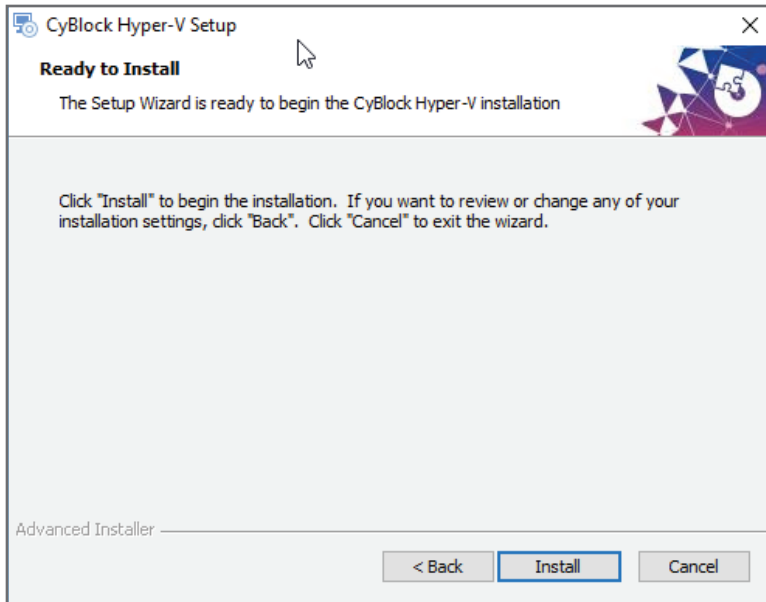 CyBlock Hyper-V Setup
Ready to Install
The Setup Wizard is ready to begin the CyBlock Hyper-V installation
Click "Install" to begin the installation.  If you want to review or change any of your
installation settings, click "Back".  Click "Cancel" to exit the wizard.
Advanced Installer
< Back Install Cancel